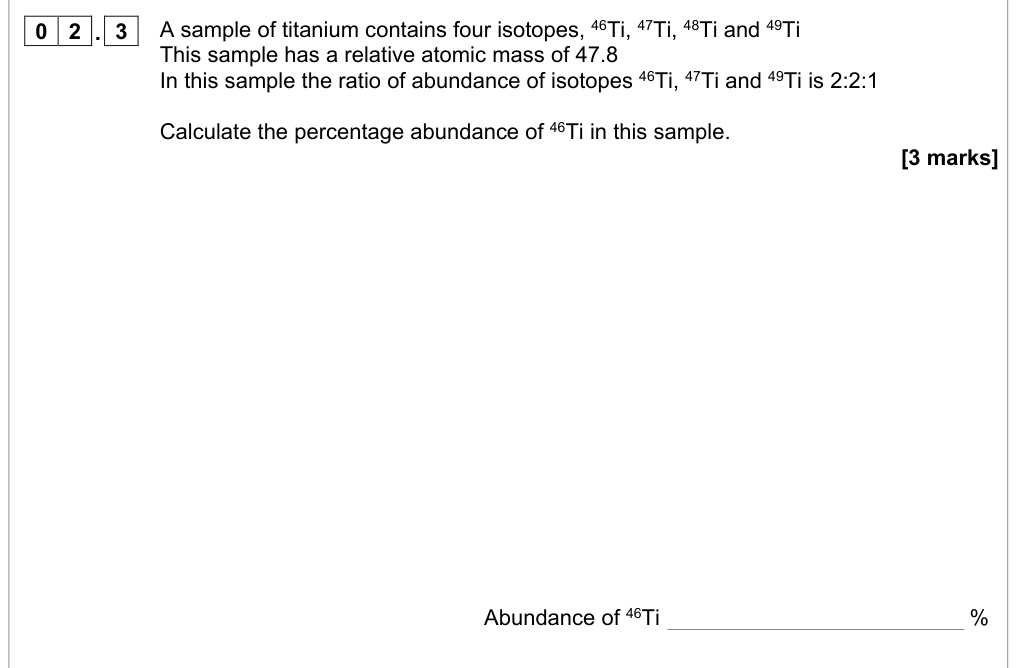 02.3 A sample of titanium contains four isotopes, ⁴⁶Ti, ⁴⁷Ti, ⁴⁸Ti and ⁴⁹Ti
This sample has a relative atomic mass of 47.8
In this sample the ratio of abundance of isotopes ⁴⁶Ti, ⁴⁷Ti and ⁴⁹Ti is 2:2:1
Calculate the percentage abundance of ⁴⁶Ti in this sample.
[3 marks]
Abundance of ⁴⁶Ti %